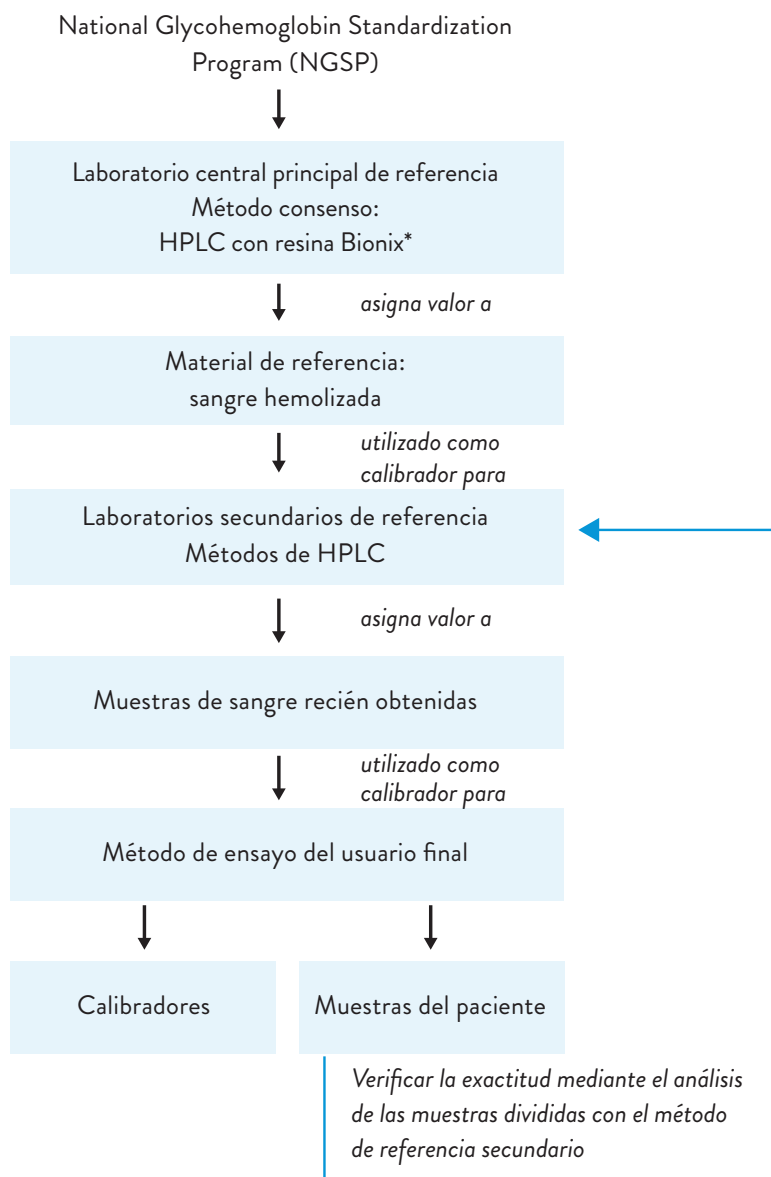 National Glycohemoglobin Standardization
Program (NGSP)
Laboratorio central principal de referencia
Método consenso:
HPLC con resina Bionix*
asigna valor a
Material de referencia:
sangre hemolizada
utilizado como
calibrador para
Laboratorios secundarios de referencia
Métodos de HPLC
asigna valor a
Muestras de sangre recién obtenidas
utilizado como
calibrador para
Método de ensayo del usuario final
Calibradores
Muestras del paciente
Verificar la exactitud mediante el análisis
de las muestras divididas con el método
de referencia secundario